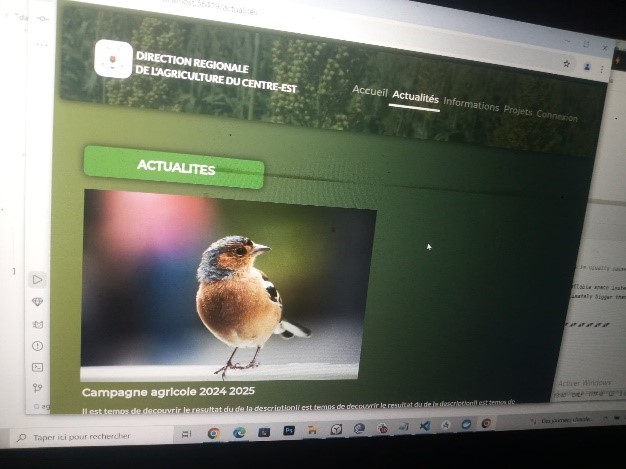 DIRECTION REGIONALE
DE L'AGRICULTURE DU CENTRE-EST
Accueil Actualités Informations Projets Connexion
ACTUALITES
Campagne agricole 2024 2025
Il est temps de decouvrir le resultat du de la descriptionIl est temps de decouvrir le resultat du de la descriptionIl est temps de
Activer Windows
Taper ici pour rechercher